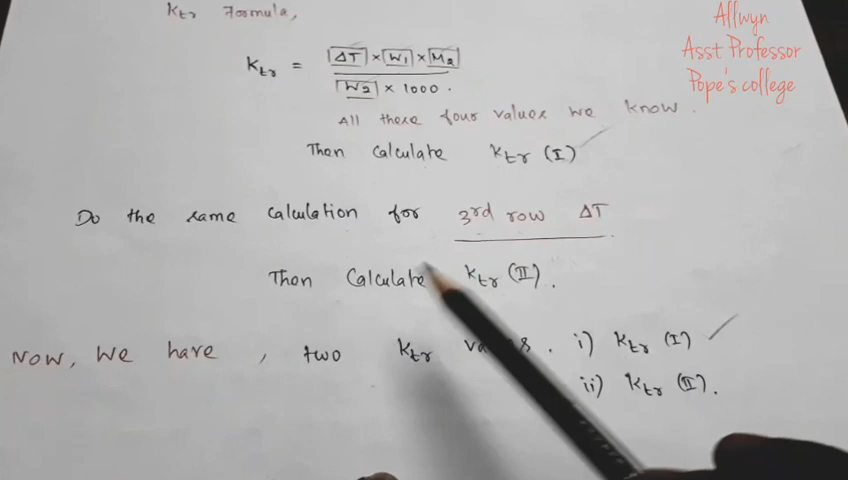 Ktr Formula,
Allwyn
Asst Professor
Pope's college
Ktr = ΔT × W1 × M2
W2 × 1000.
All these four values we know.
Then Calculate Ktr (I)
Do the same calculation for 3rd row ΔT
Then Calculate Ktr (II).
Now, We have, two Ktr i) Ktr (I)
ii) Ktr (II).